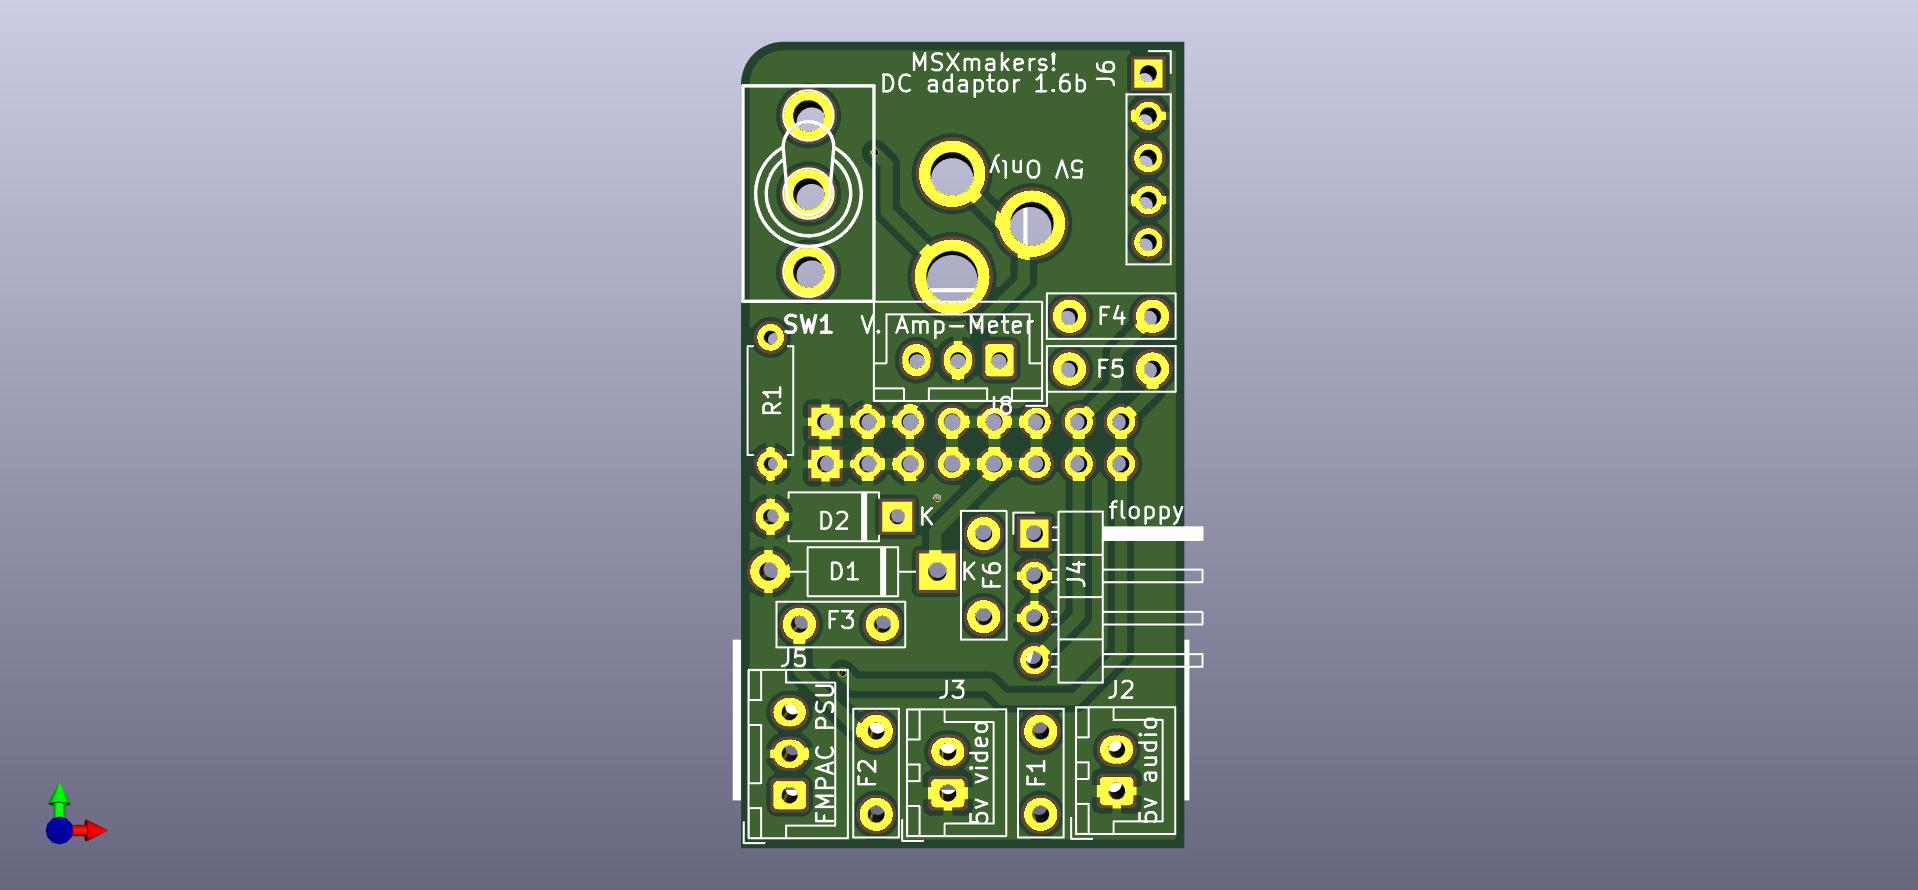 MSXmakers!
DC adaptor 1.6b
J6
5V Only
SW1
V. Amp-Meter
F4
F5
R1
J8
floppy
D2
K
D1
K
F6
J4
F3
J5
J3
J2
FMPAC PSU
F2
5v video
F1
5v audio